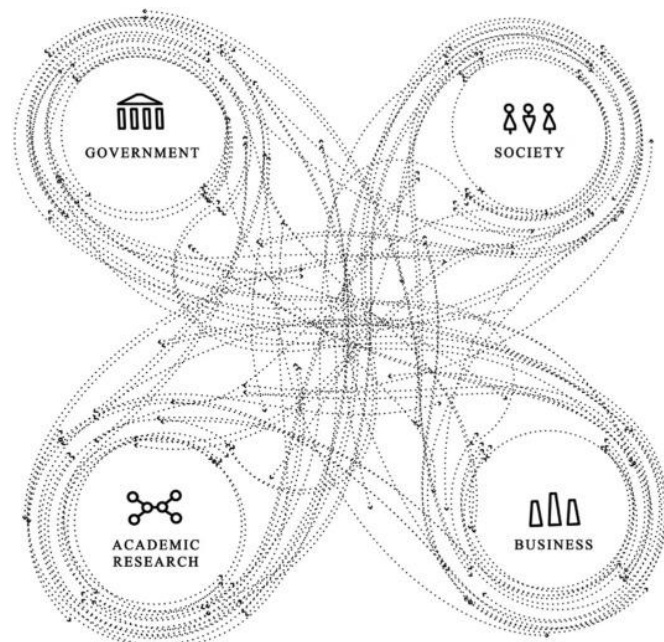 GOVERNMENT
SOCIETY
ACADEMIC
RESEARCH
BUSINESS